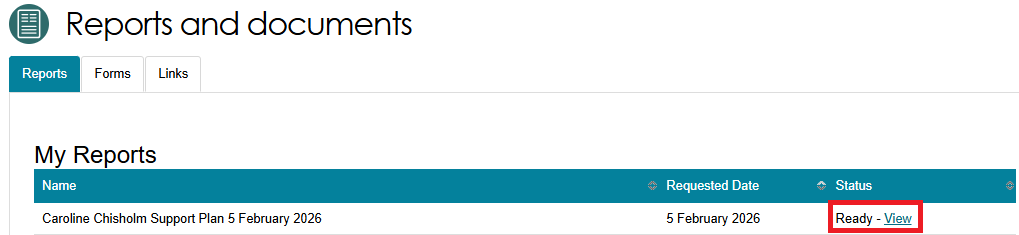 Reports and documents
Reports Forms Links
My Reports
Name Requested Date Status
Caroline Chisholm Support Plan 5 February 2026 5 February 2026 Ready - View